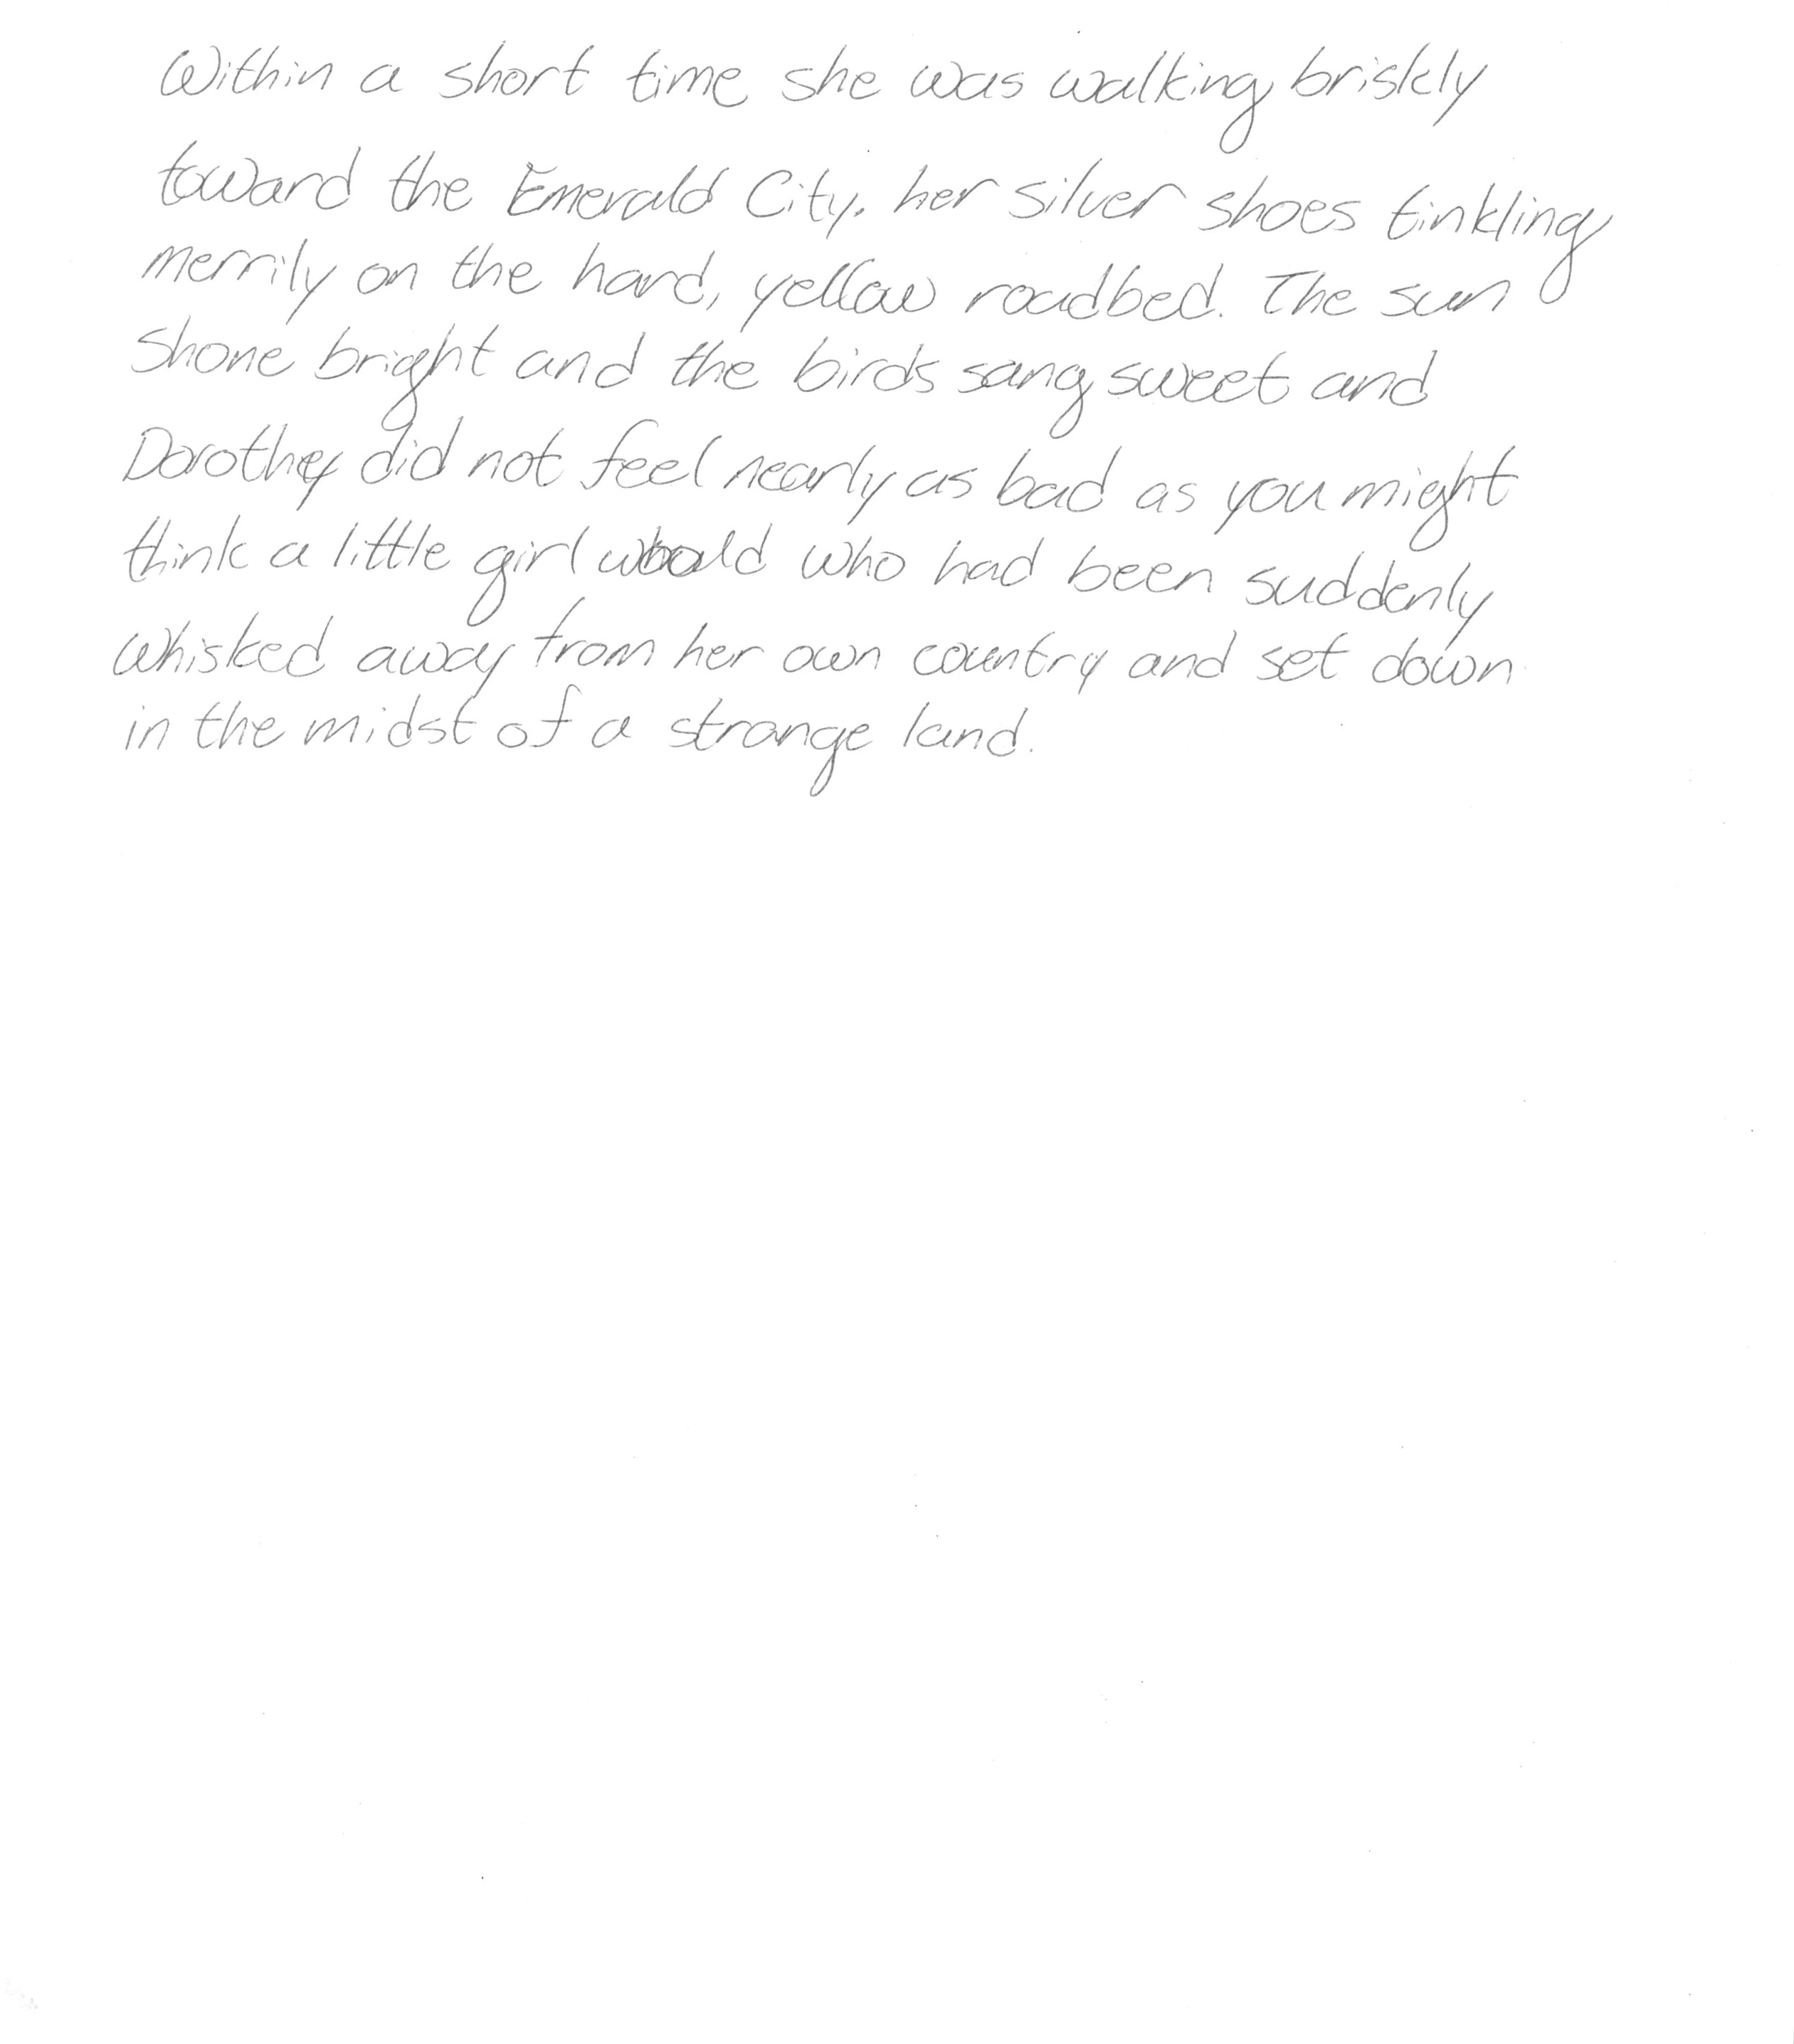 Within a short time she was walking briskly
toward the Emerald City, her silver shoes tinkling
merrily on the hard, yellow roadbed. The sun
shone bright and the birds sang sweet and
Dorothy did not feel nearly as bad as you might
think a little girl would who had been suddenly
whisked away from her own country and set down
in the midst of a strange land.